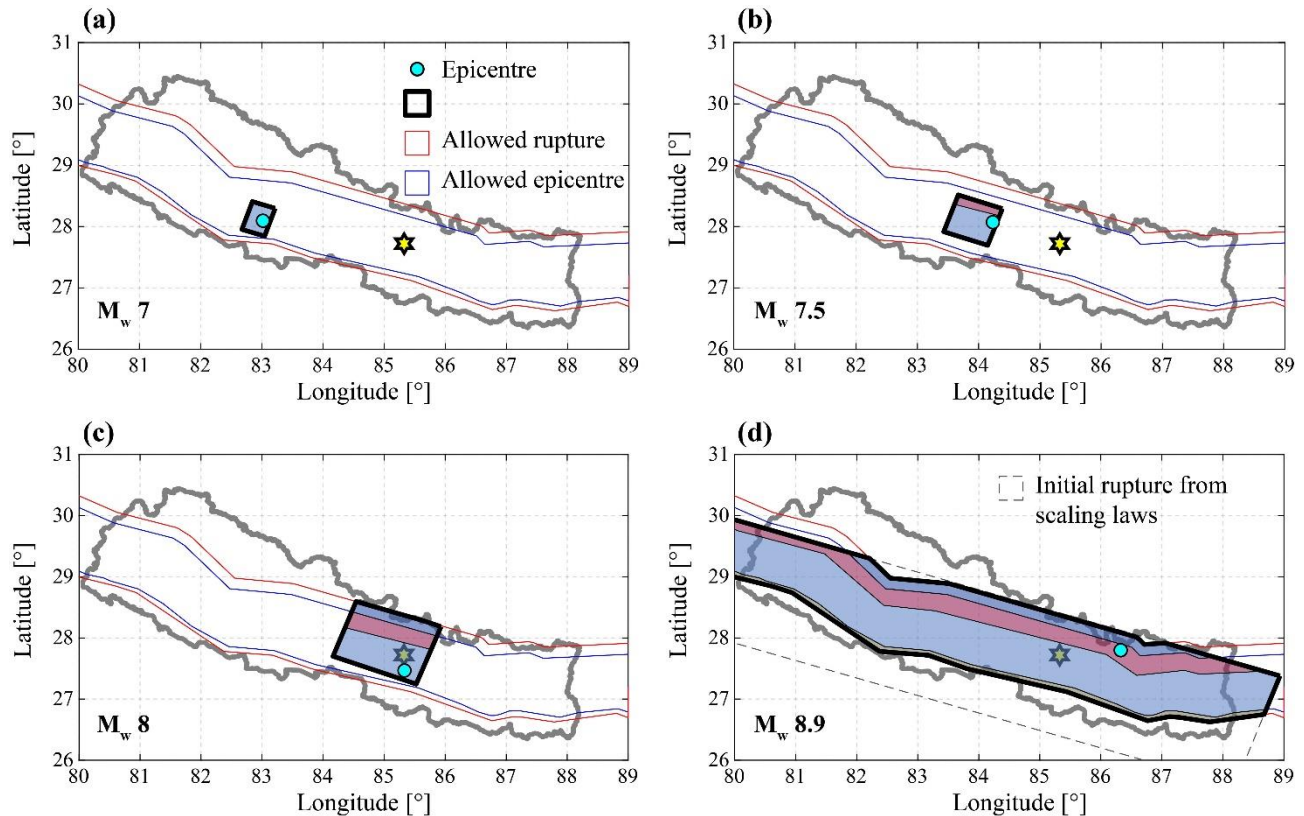 (a)
31
30
29
28
27
26
Latitude [°]
80 81 82 83 84 85 86 87 88 89
Longitude [°]
Epicentre
Allowed rupture
Allowed epicentre
M_w 7
(b)
31
30
29
28
27
26
Latitude [°]
80 81 82 83 84 85 86 87 88 89
Longitude [°]
M_w 7.5
(c)
31
30
29
28
27
26
Latitude [°]
80 81 82 83 84 85 86 87 88 89
Longitude [°]
M_w 8
(d)
31
30
29
28
27
26
Latitude [°]
80 81 82 83 84 85 86 87 88 89
Longitude [°]
Initial rupture from
scaling laws
M_w 8.9